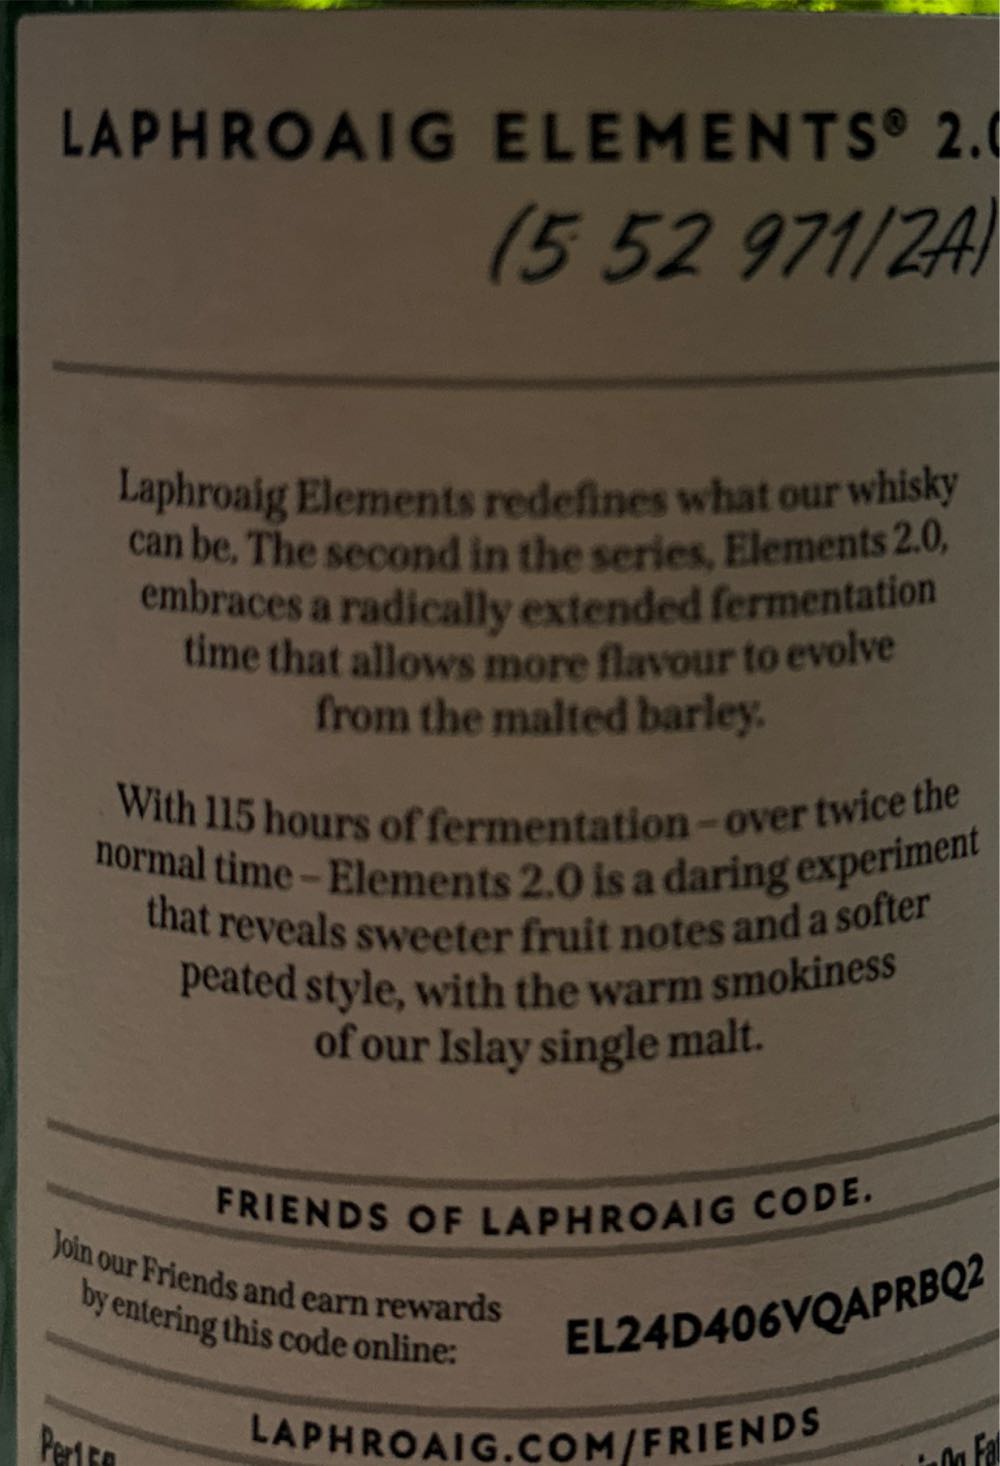 LAPHROAIG ELEMENTS® 2.0
(5 52 971/2A)
Laphroaig Elements redefines what our whisky
can be. The second in the series, Elements 2.0,
embraces a radically extended fermentation
time that allows more flavour to evolve
from the malted barley.
With 115 hours of fermentation – over twice the
normal time – Elements 2.0 is a daring experiment
that reveals sweeter fruit notes and a softer
peated style, with the warm smokiness
of our Islay single malt.
FRIENDS OF LAPHROAIG CODE.
Join our Friends and earn rewards
by entering this code online:
EL24D406VQAPRBQ2
LAPHROAIG.COM/FRIENDS